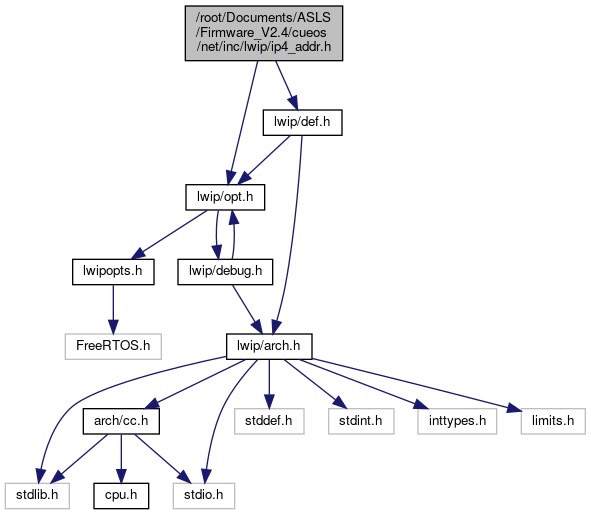 /root/Documents/ASLS
/Firmware_V2.4/cueos
/net/inc/lwip/ip4_addr.h
lwip/def.h
lwip/opt.h
lwipopts.h
lwip/debug.h
FreeRTOS.h
lwip/arch.h
arch/cc.h
stddef.h
stdint.h
inttypes.h
limits.h
stdlib.h
cpu.h
stdio.h